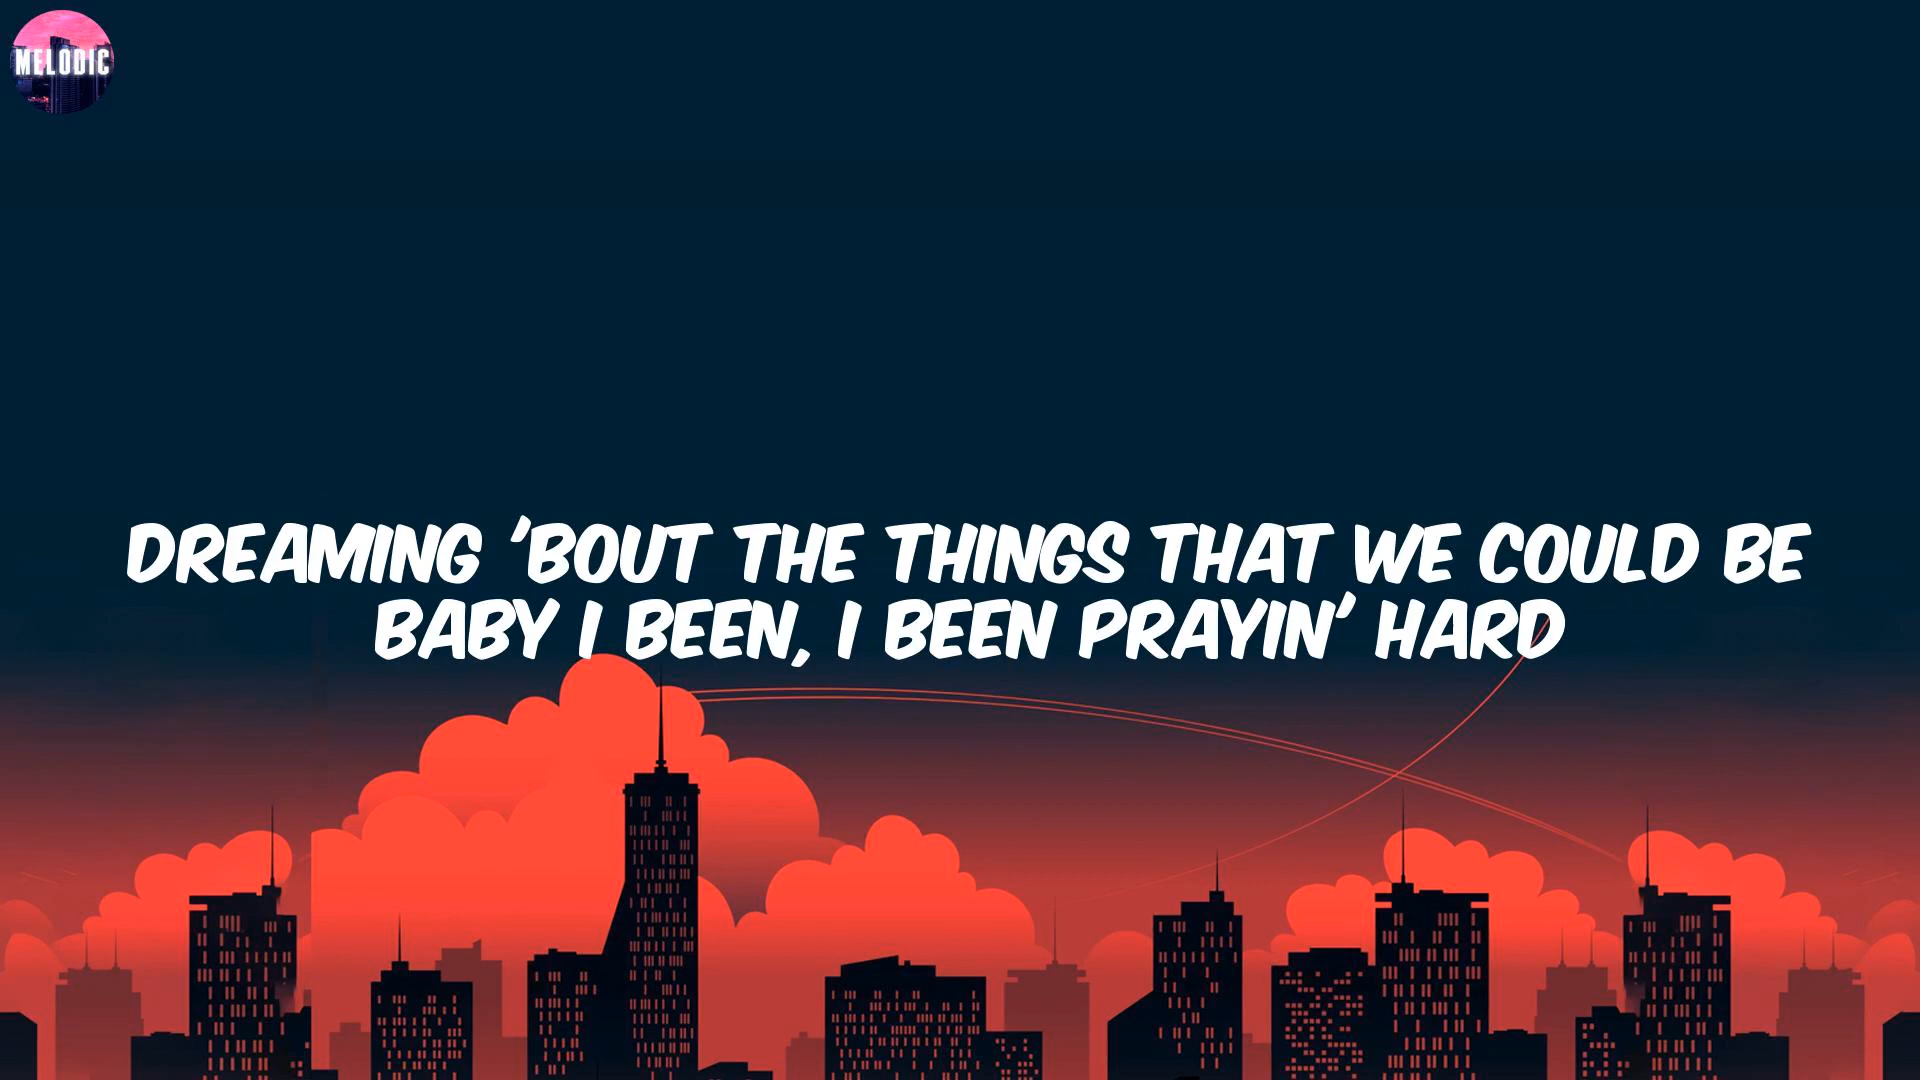 MELODIC
DREAMING 'BOUT THE THINGS THAT WE COULD BE
BABY I BEEN, I BEEN PRAYIN' HARD